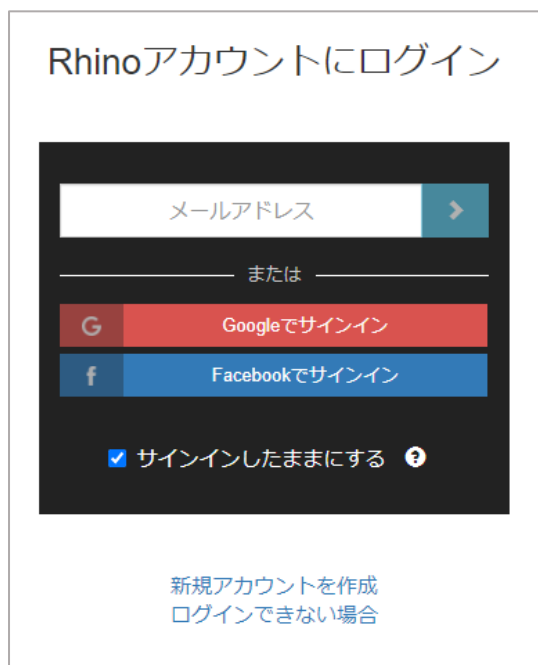 Rhinoアカウントにログイン
メールアドレス
または
G Googleでサインイン
f Facebookでサインイン
サインインしたままにする ?
新規アカウントを作成
ログインできない場合